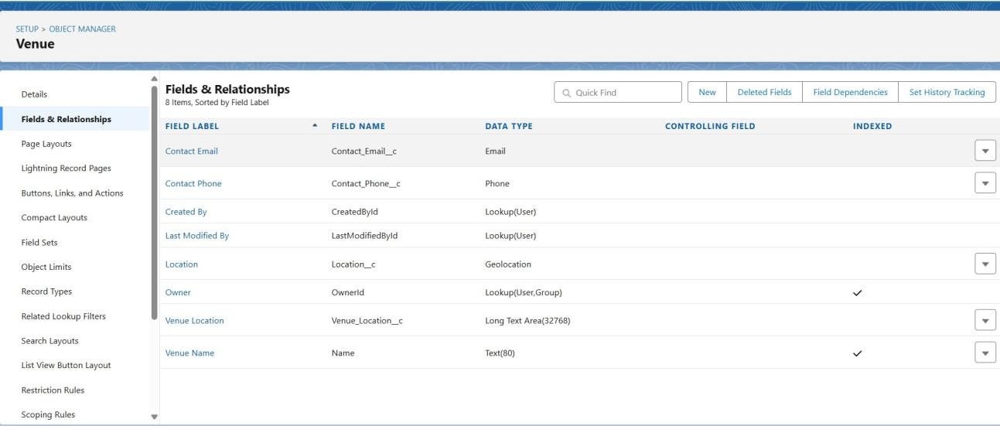 SETUP > OBJECT MANAGER
Venue
Details
Fields & Relationships
Page Layouts
Lightning Record Pages
Buttons, Links, and Actions
Compact Layouts
Field Sets
Object Limits
Record Types
Related Lookup Filters
Search Layouts
List View Button Layout
Restriction Rules
Scoping Rules
Fields & Relationships
8 Items, Sorted by Field Label
Quick Find New Deleted Fields Field Dependencies Set History Tracking
FIELD LABEL FIELD NAME DATA TYPE CONTROLLING FIELD INDEXED
Contact Email Contact_Email__c Email
Contact Phone Contact_Phone__c Phone
Created By CreatedById Lookup(User)
Last Modified By LastModifiedById Lookup(User)
Location Location__c Geolocation
Owner OwnerId Lookup(User,Group)
Venue Location Venue_Location__c Long Text Area(32768)
Venue Name Name Text(80)